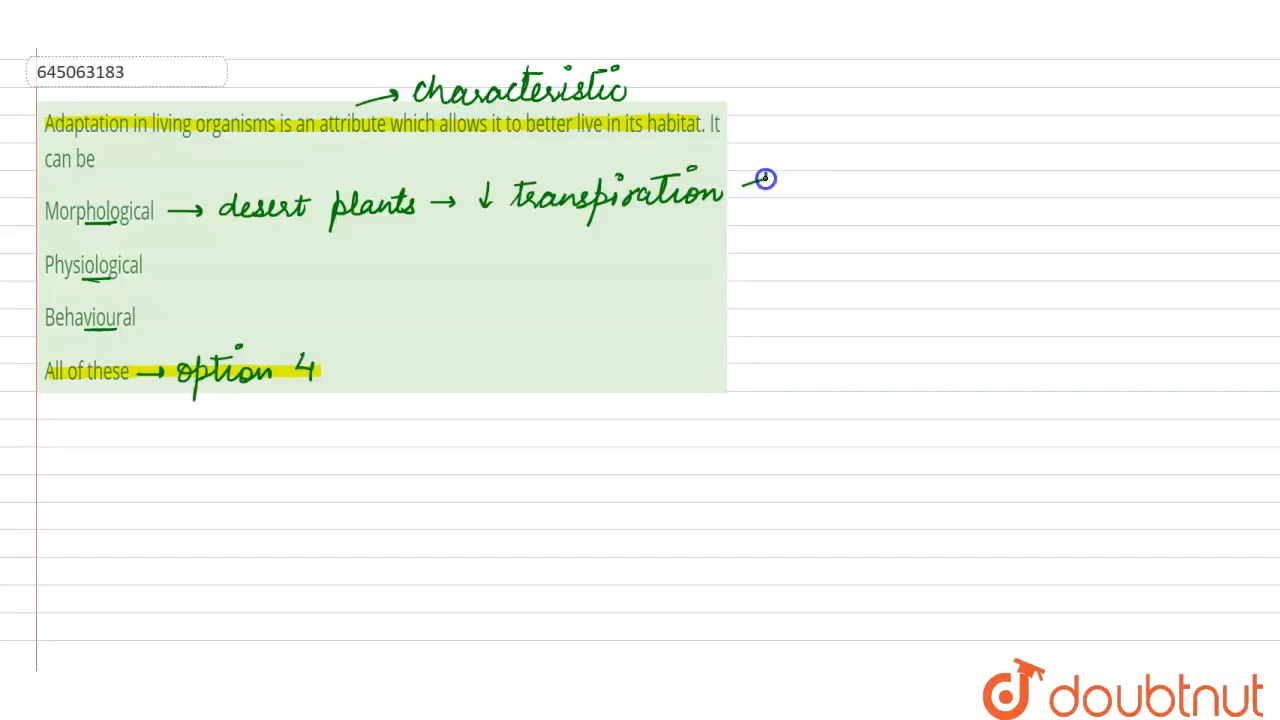 645063183
→ characteristic
Adaptation in living organisms is an attribute which allows it to better live in its habitat. It
can be
Morphological → desert plants → ↓ transpiration
Physiological
Behavioural
All of these → option 4
doubtnut